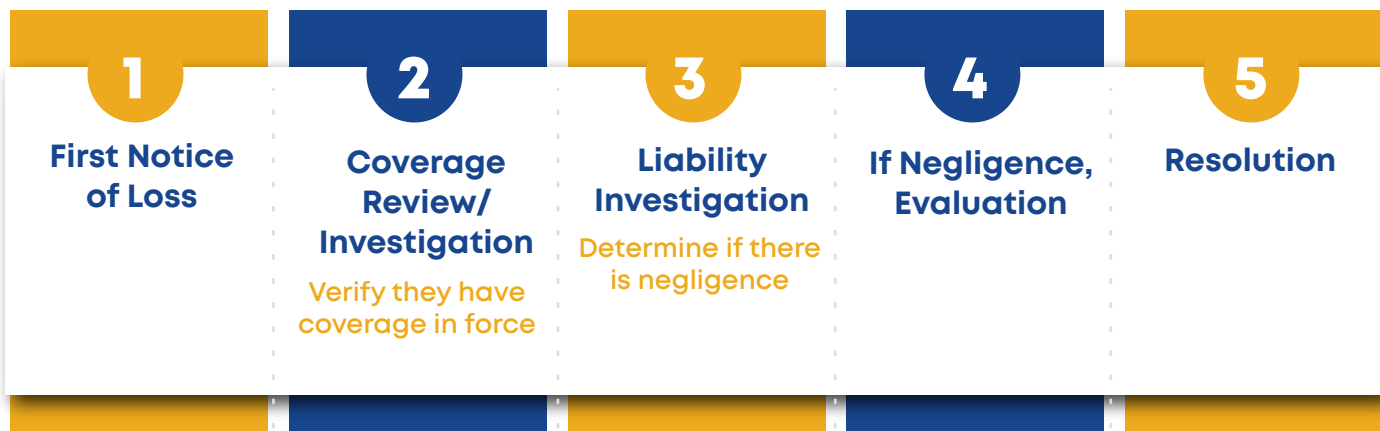 1
First Notice
of Loss
2
Coverage
Review/
Investigation
Verify they have
coverage in force
3
Liability
Investigation
Determine if there
is negligence
4
If Negligence,
Evaluation
5
Resolution